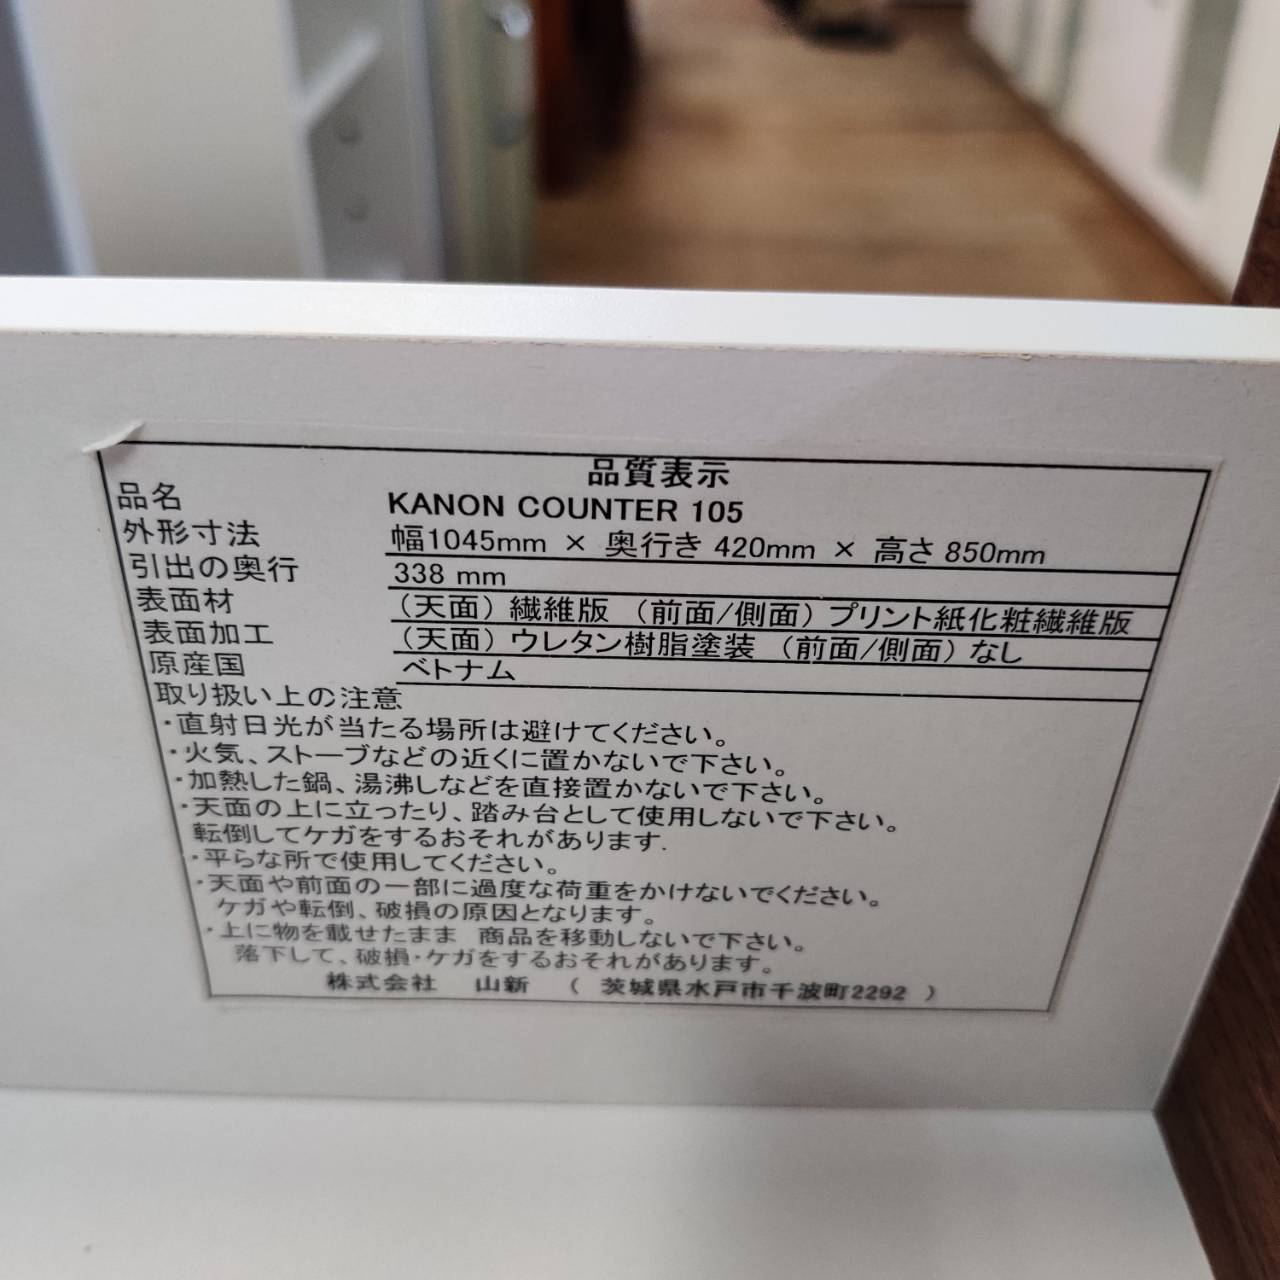 品質表示
品名 KANON COUNTER 105
外形寸法 幅1045mm × 奥行き 420mm × 高さ 850mm
引出の奥行 338 mm
表面材 （天面）繊維版 （前面/側面）プリント紙化粧繊維版
表面加工 （天面）ウレタン樹脂塗装 （前面/側面）なし
原産国 ベトナム
取り扱い上の注意
・直射日光が当たる場所は避けてください。
・火気、ストーブなどの近くに置かないで下さい。
・加熱した鍋、湯沸しなどを直接置かないで下さい。
・天面の上に立ったり、踏み台として使用しないで下さい。
転倒してケガをするおそれがあります.
・平らな所で使用してください。
・天面や前面の一部に過度な荷重をかけないでください。
ケガや転倒、破損の原因となります。
・上に物を載せたまま 商品を移動しないで下さい。
落下して、破損・ケガをするおそれがあります。
株式会社 山新 （ 茨城県水戸市千波町2292 ）